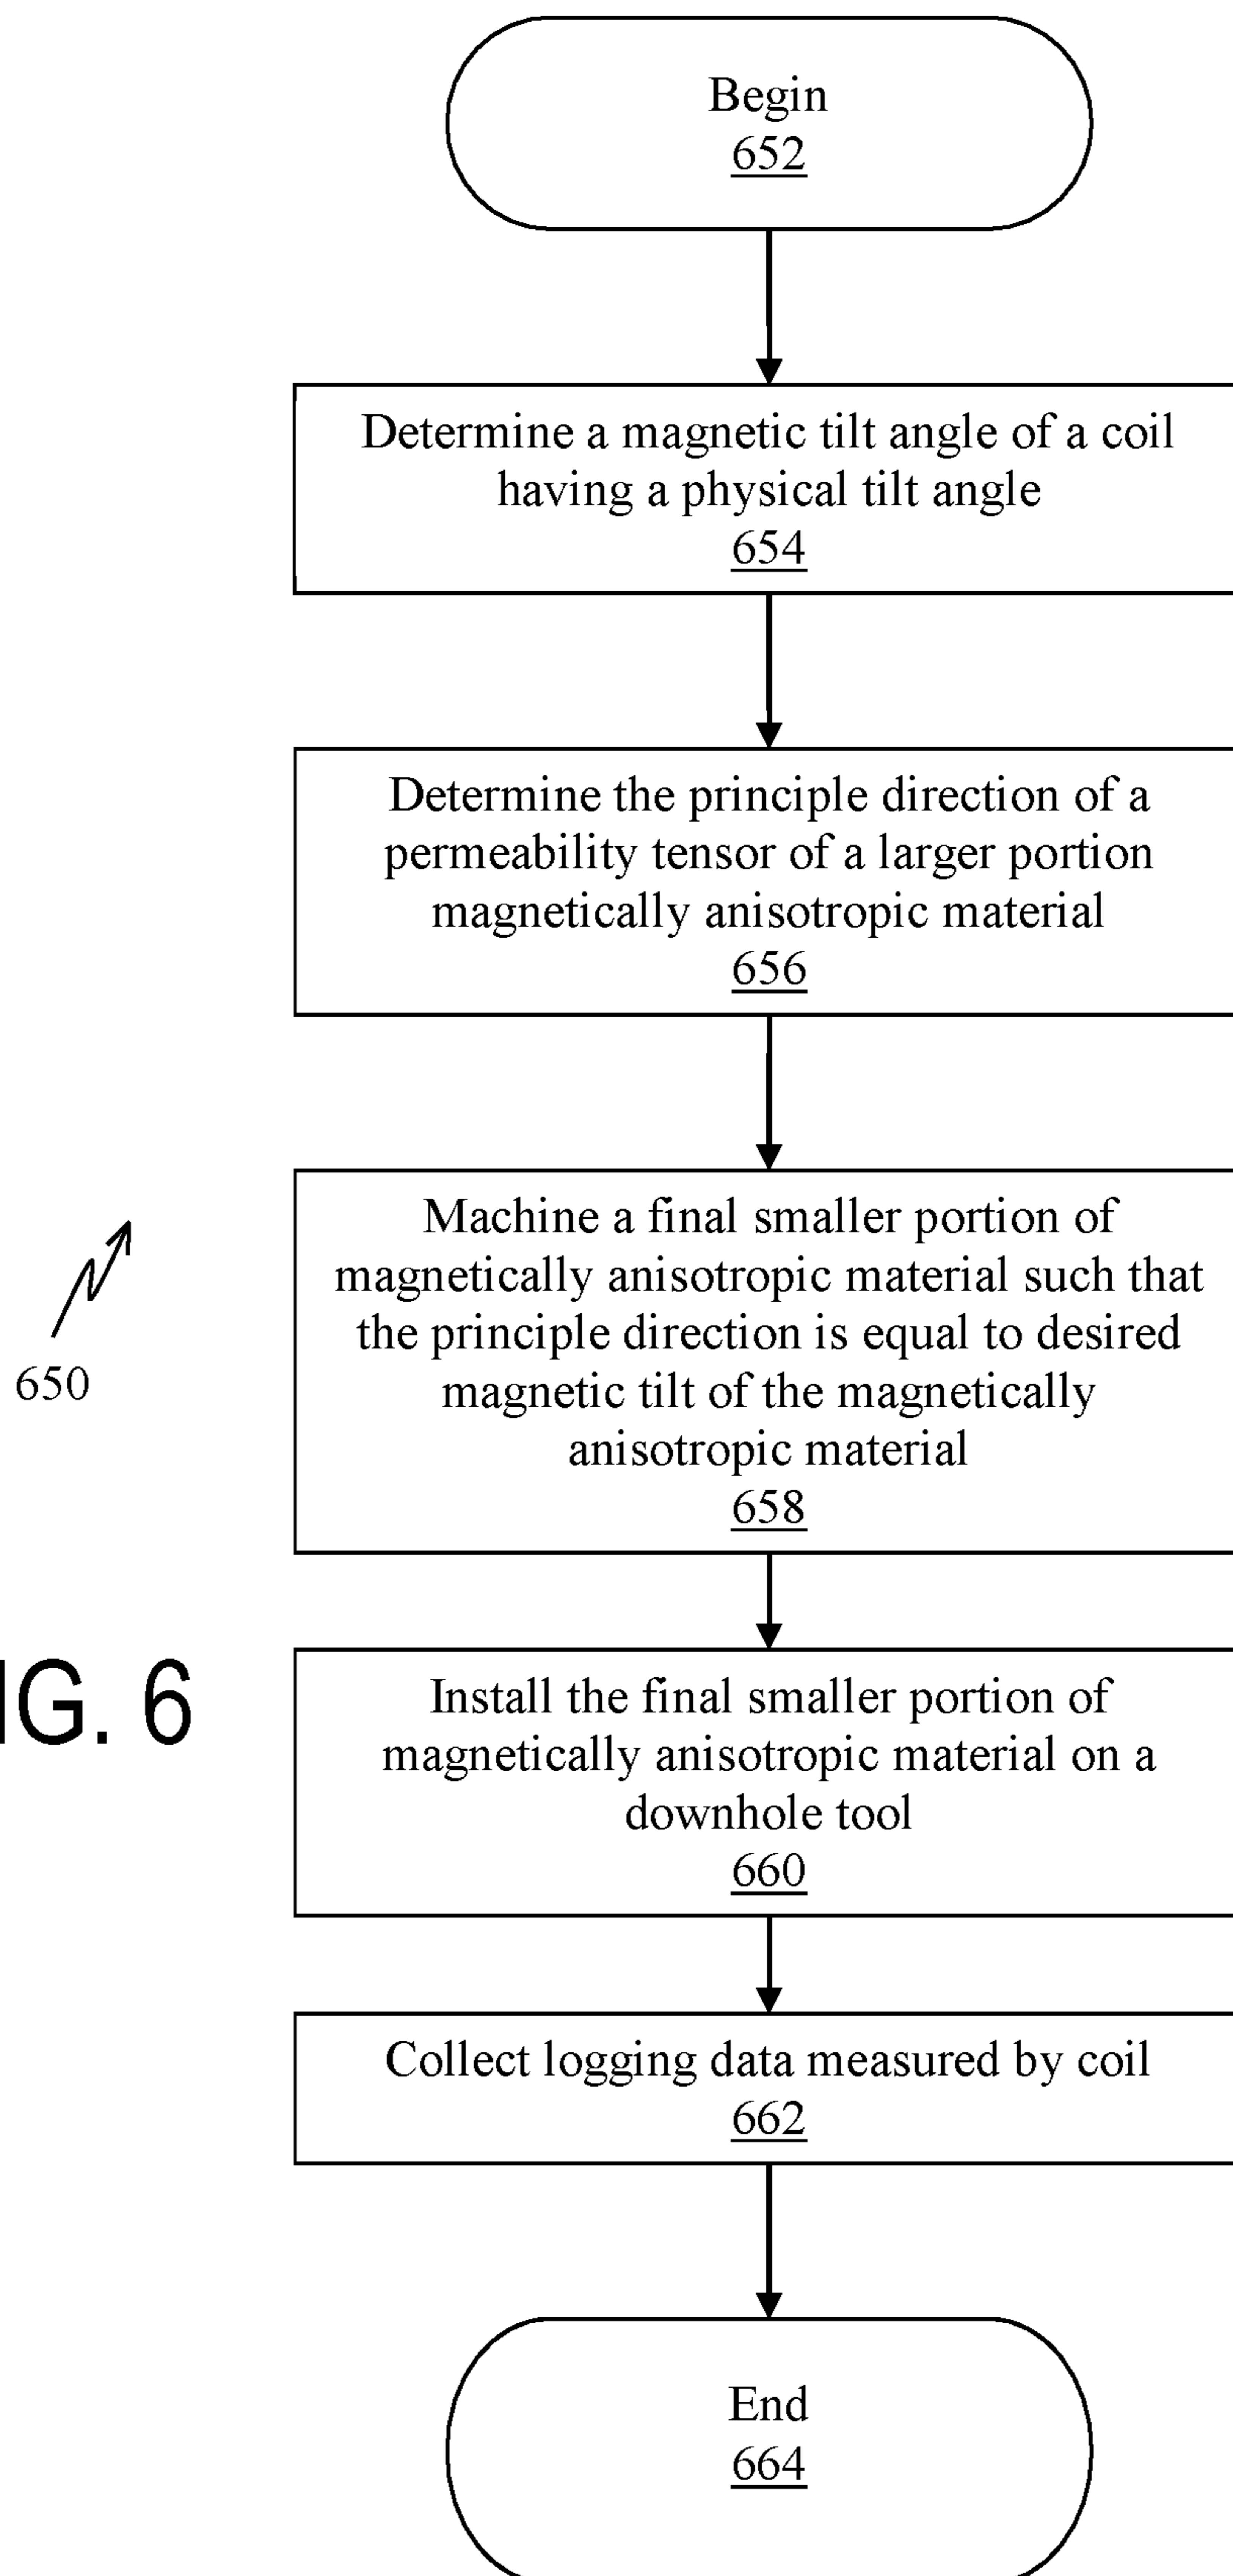 Begin
652
Determine a magnetic tilt angle of a coil
having a physical tilt angle
654
Determine the principle direction of a
permeability tensor of a larger portion
magnetically anisotropic material
656
Machine a final smaller portion of
magnetically anisotropic material such that
the principle direction is equal to desired
magnetic tilt of the magnetically
anisotropic material
658
650
Install the final smaller portion of
magnetically anisotropic material on a
downhole tool
660
IG. 6
Collect logging data measured by coil
662
End
664